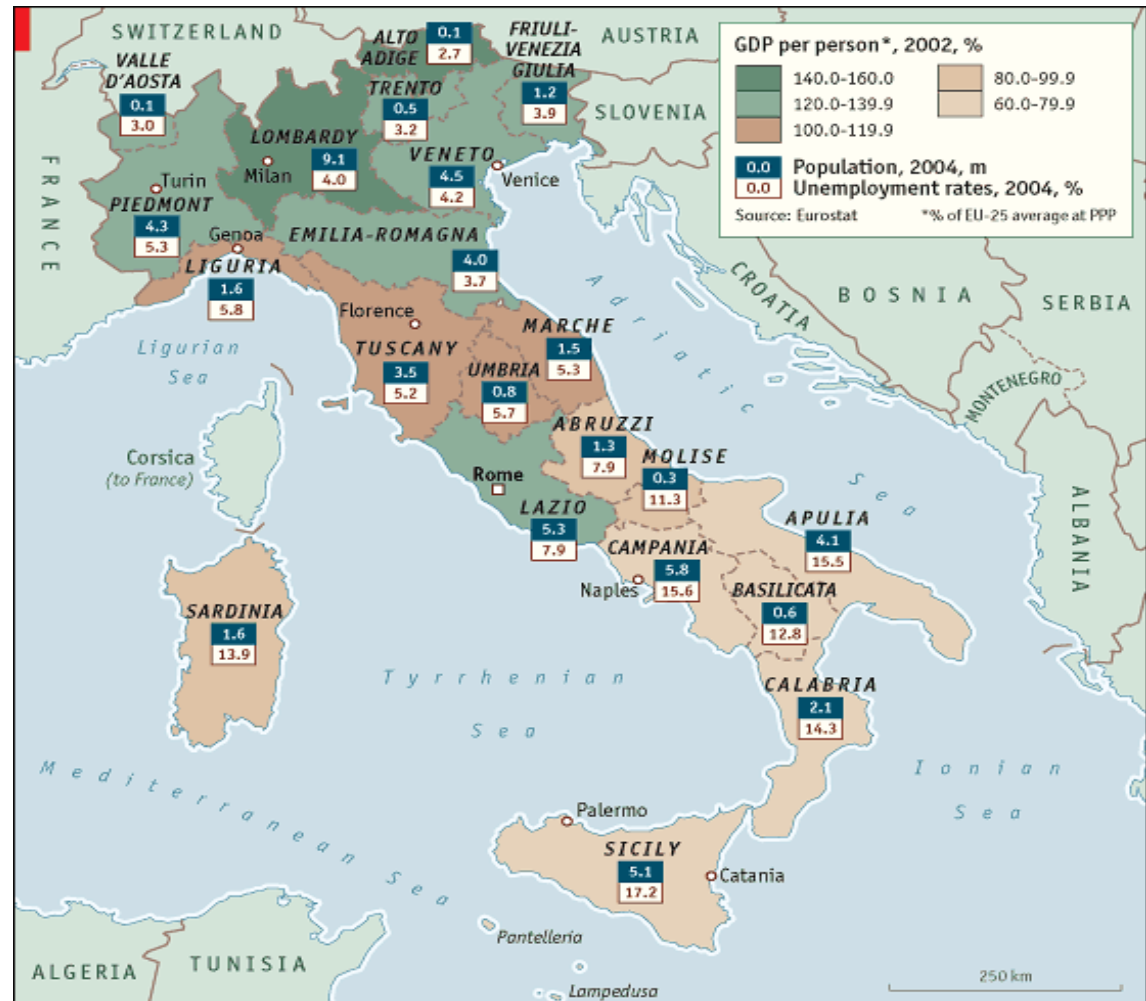 SWITZERLAND
AUSTRIA
SLOVENIA
FRANCE
CROATIA
BOSNIA
SERBIA
MONTENEGRO
ALBANIA
ALGERIA
TUNISIA
GDP per person*, 2002, %
140.0-160.0
120.0-139.9
100.0-119.9
80.0-99.9
60.0-79.9
0.0 Population, 2004, m
0.0 Unemployment rates, 2004, %
Source: Eurostat
*% of EU-25 average at PPP
VALLE
D'AOSTA
0.1
3.0
ALTO
ADIGE
0.1
2.7
TRENTO
0.5
3.2
FRIULI-
VENEZIA
GIULIA
1.2
3.9
LOMBARDY
9.1
4.0
Milan
VENETO
4.5
4.2
Venice
Turin
PIEDMONT
4.3
5.3
Genoa
LIGURIA
1.6
5.8
EMILIA-ROMAGNA
4.0
3.7
Florence
TUSCANY
3.5
5.2
UMBRIA
0.8
5.7
MARCHE
1.5
5.3
ABRUZZI
1.3
7.9
MOLISE
0.3
11.3
Rome
LAZIO
5.3
7.9
CAMPANIA
5.8
15.6
Naples
APULIA
4.1
15.5
BASILICATA
0.6
12.8
CALABRIA
2.1
14.3
SARDINIA
1.6
13.9
Palermo
SICILY
5.1
17.2
Catania
Corsica
(to France)
Ligurian
Sea
Adriatic
Sea
Tyrrhenian
Sea
Mediterranean Sea
Ionian
Sea
Pantelleria
Lampedusa
250 km